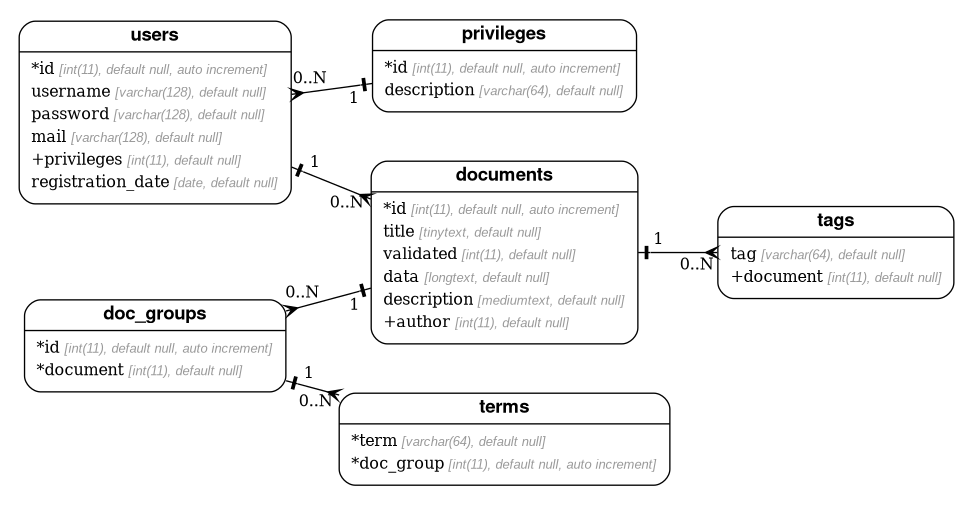 users
*id [int(11), default null, auto increment]
username [varchar(128), default null]
password [varchar(128), default null]
mail [varchar(128), default null]
+privileges [int(11), default null]
registration_date [date, default null]
0..N
1
privileges
*id [int(11), default null, auto increment]
description [varchar(64), default null]
1
0..N
documents
*id [int(11), default null, auto increment]
title [tinytext, default null]
validated [int(11), default null]
data [longtext, default null]
description [mediumtext, default null]
+author [int(11), default null]
1
0..N
tags
tag [varchar(64), default null]
+document [int(11), default null]
0..N
1
doc_groups
*id [int(11), default null, auto increment]
*document [int(11), default null]
1
0..N
terms
*term [varchar(64), default null]
*doc_group [int(11), default null, auto increment]